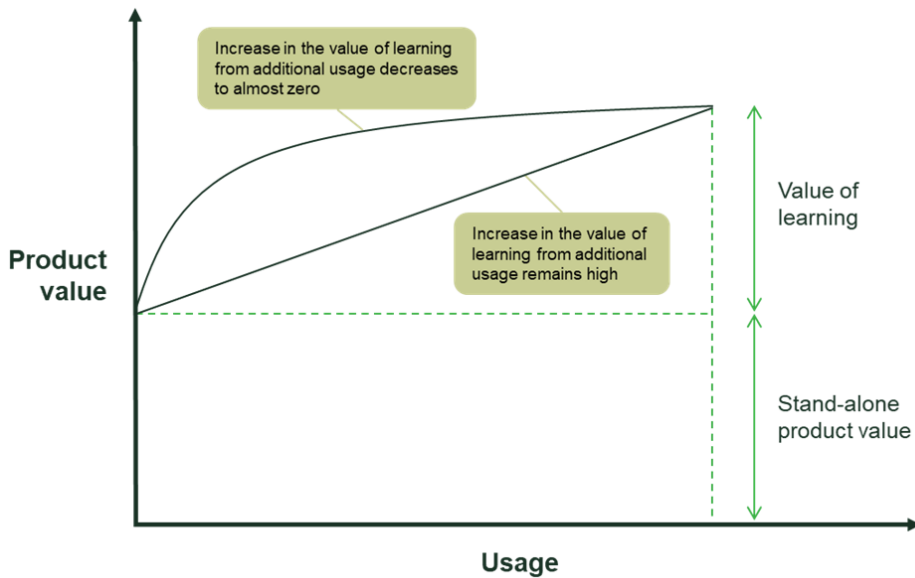 Increase in the value of learning
from additional usage decreases
to almost zero
Value of
learning
Increase in the value of
learning from additional
usage remains high
Product
value
Stand-alone
product value
Usage